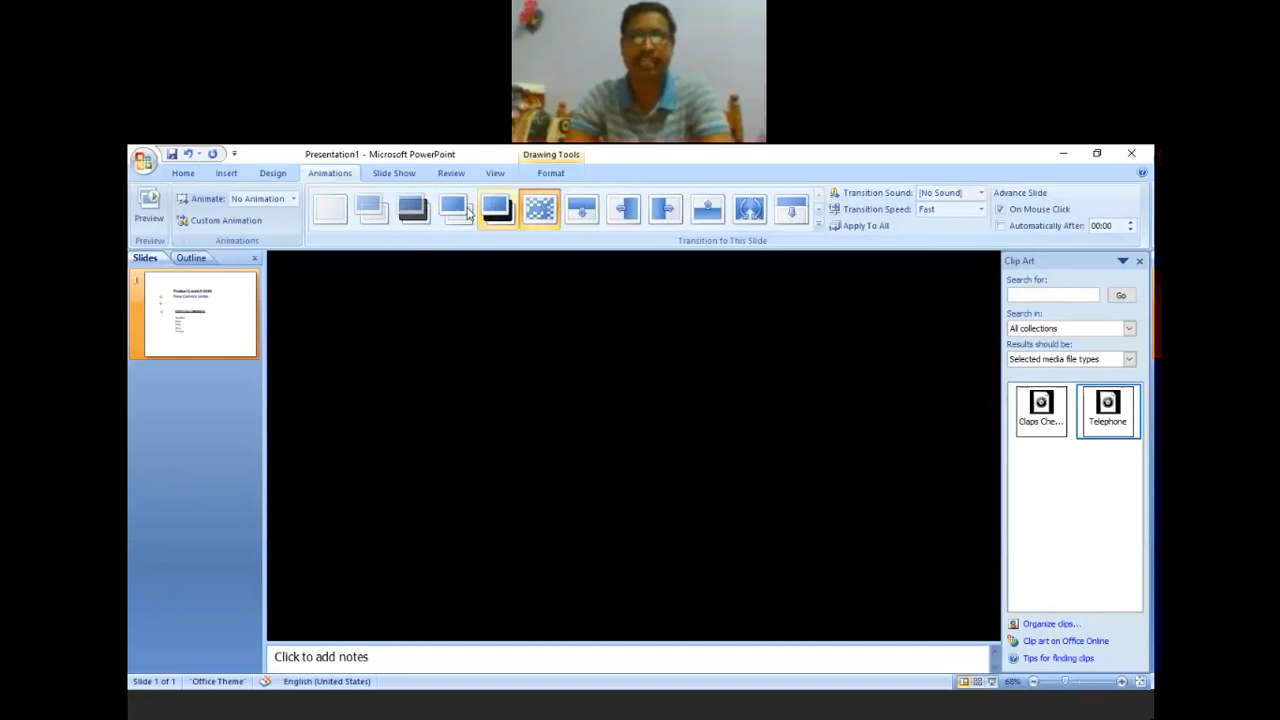 Presentation1 - Microsoft PowerPoint
Drawing Tools
Home
Insert
Design
Animations
Slide Show
Review
View
Format
Preview
Animate:
No Animation
Custom Animation
Transition Sound:
[No Sound]
Transition Speed:
Fast
Apply To All
Advance Slide
On Mouse Click
Automatically After:
00:00
Preview
Animations
Transition to This Slide
Slides
Outline
Clip Art
Search for:
Go
Search in:
All collections
Results should be:
Selected media file types
Claps Che...
Telephone
Organize clips...
Clip art on Office Online
Tips for finding clips
1
Click to add notes
Slide 1 of 1
"Office Theme"
English (United States)
68%